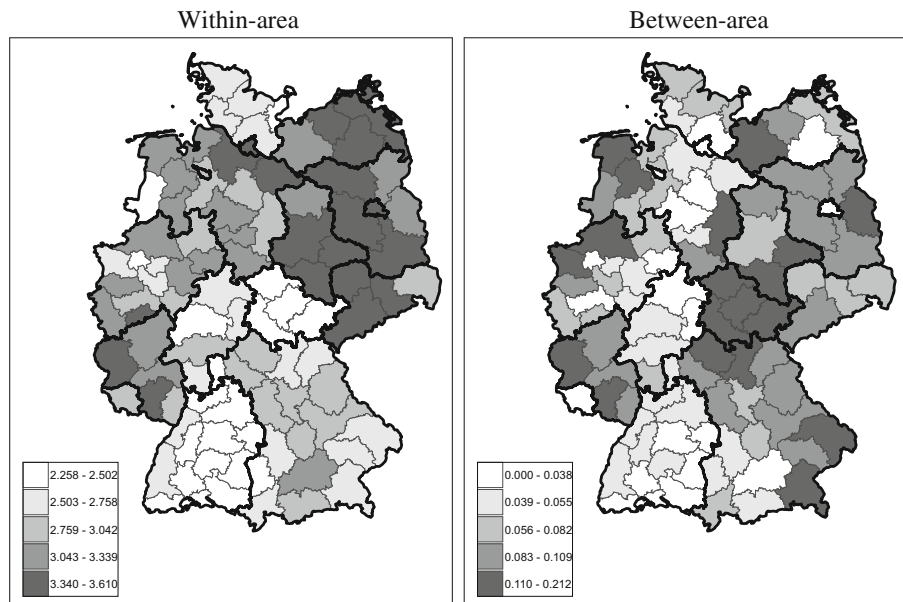 Within-area
Between-area
2.258 - 2.502
2.503 - 2.758
2.759 - 3.042
3.043 - 3.339
3.340 - 3.610
0.000 - 0.038
0.039 - 0.055
0.056 - 0.082
0.083 - 0.109
0.110 - 0.212